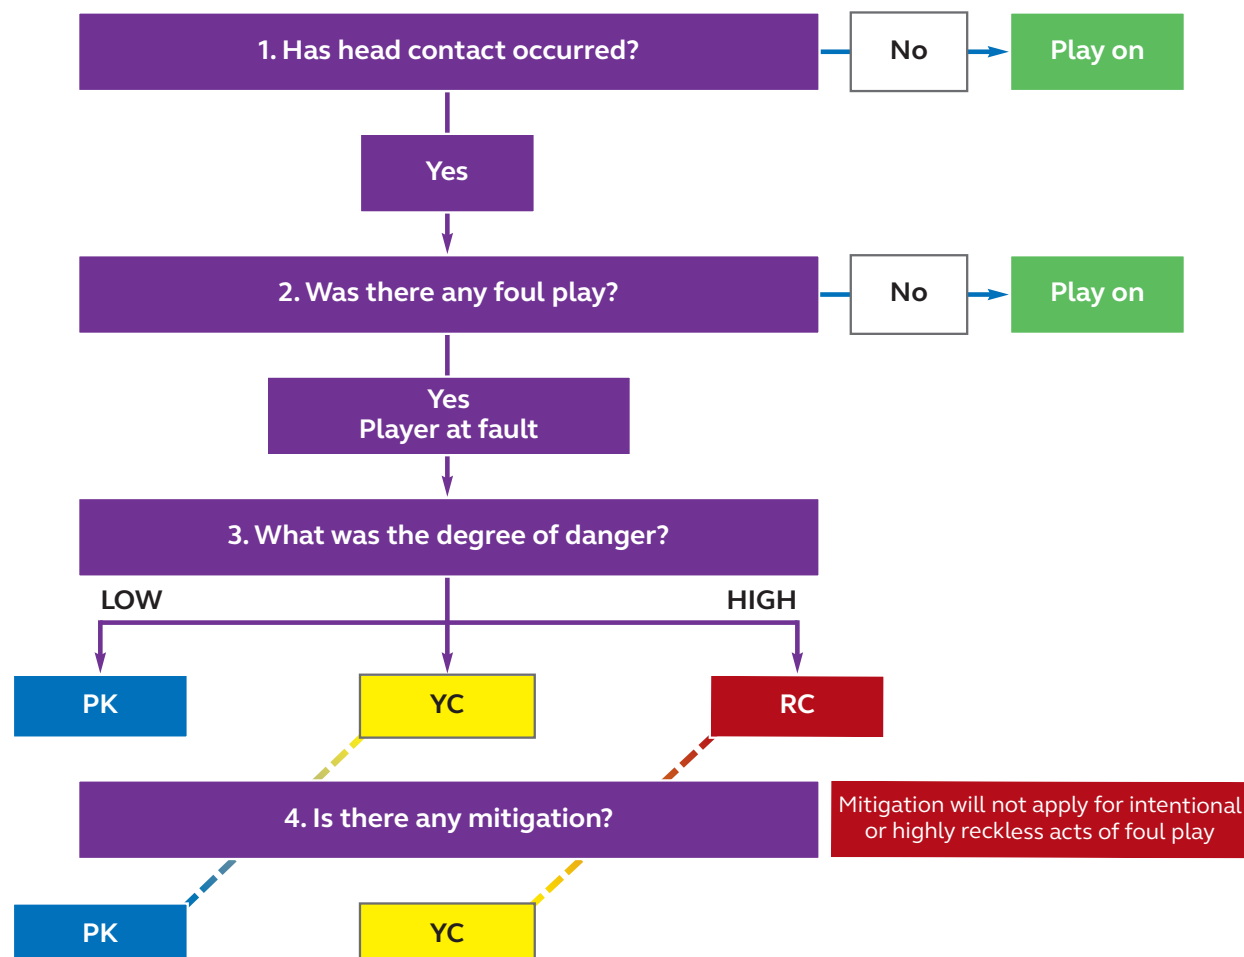 1. Has head contact occurred?
No
Play on
Yes
2. Was there any foul play?
No
Play on
Yes
Player at fault
3. What was the degree of danger?
LOW
HIGH
PK
YC
RC
4. Is there any mitigation?
Mitigation will not apply for intentional
or highly reckless acts of foul play
PK
YC